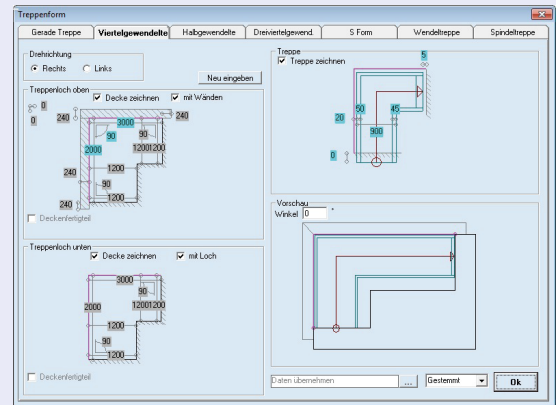 Treppenform
Gerade Treppe Viertelgewendelte Halbgewendelte Dreiviertelgewend. S Form Wendeltreppe Spindeltreppe
Drehrichtung
Rechts Links
Neu eingeben
Treppenloch oben
Decke zeichnen mit Wänden
0
0
240
240
3000
90
90
2000
1200 1200
240
1200
90
240
1200
Deckenfertigteil
Treppenloch unten
Decke zeichnen mit Loch
3000
90
2000
1200 1200
1200
90
1200
Deckenfertigteil
Treppe
Treppe zeichnen
5
60
45
20
900
0
Vorschau
Winkel 0 °
Daten übernehmen ... Gestemmt Ok